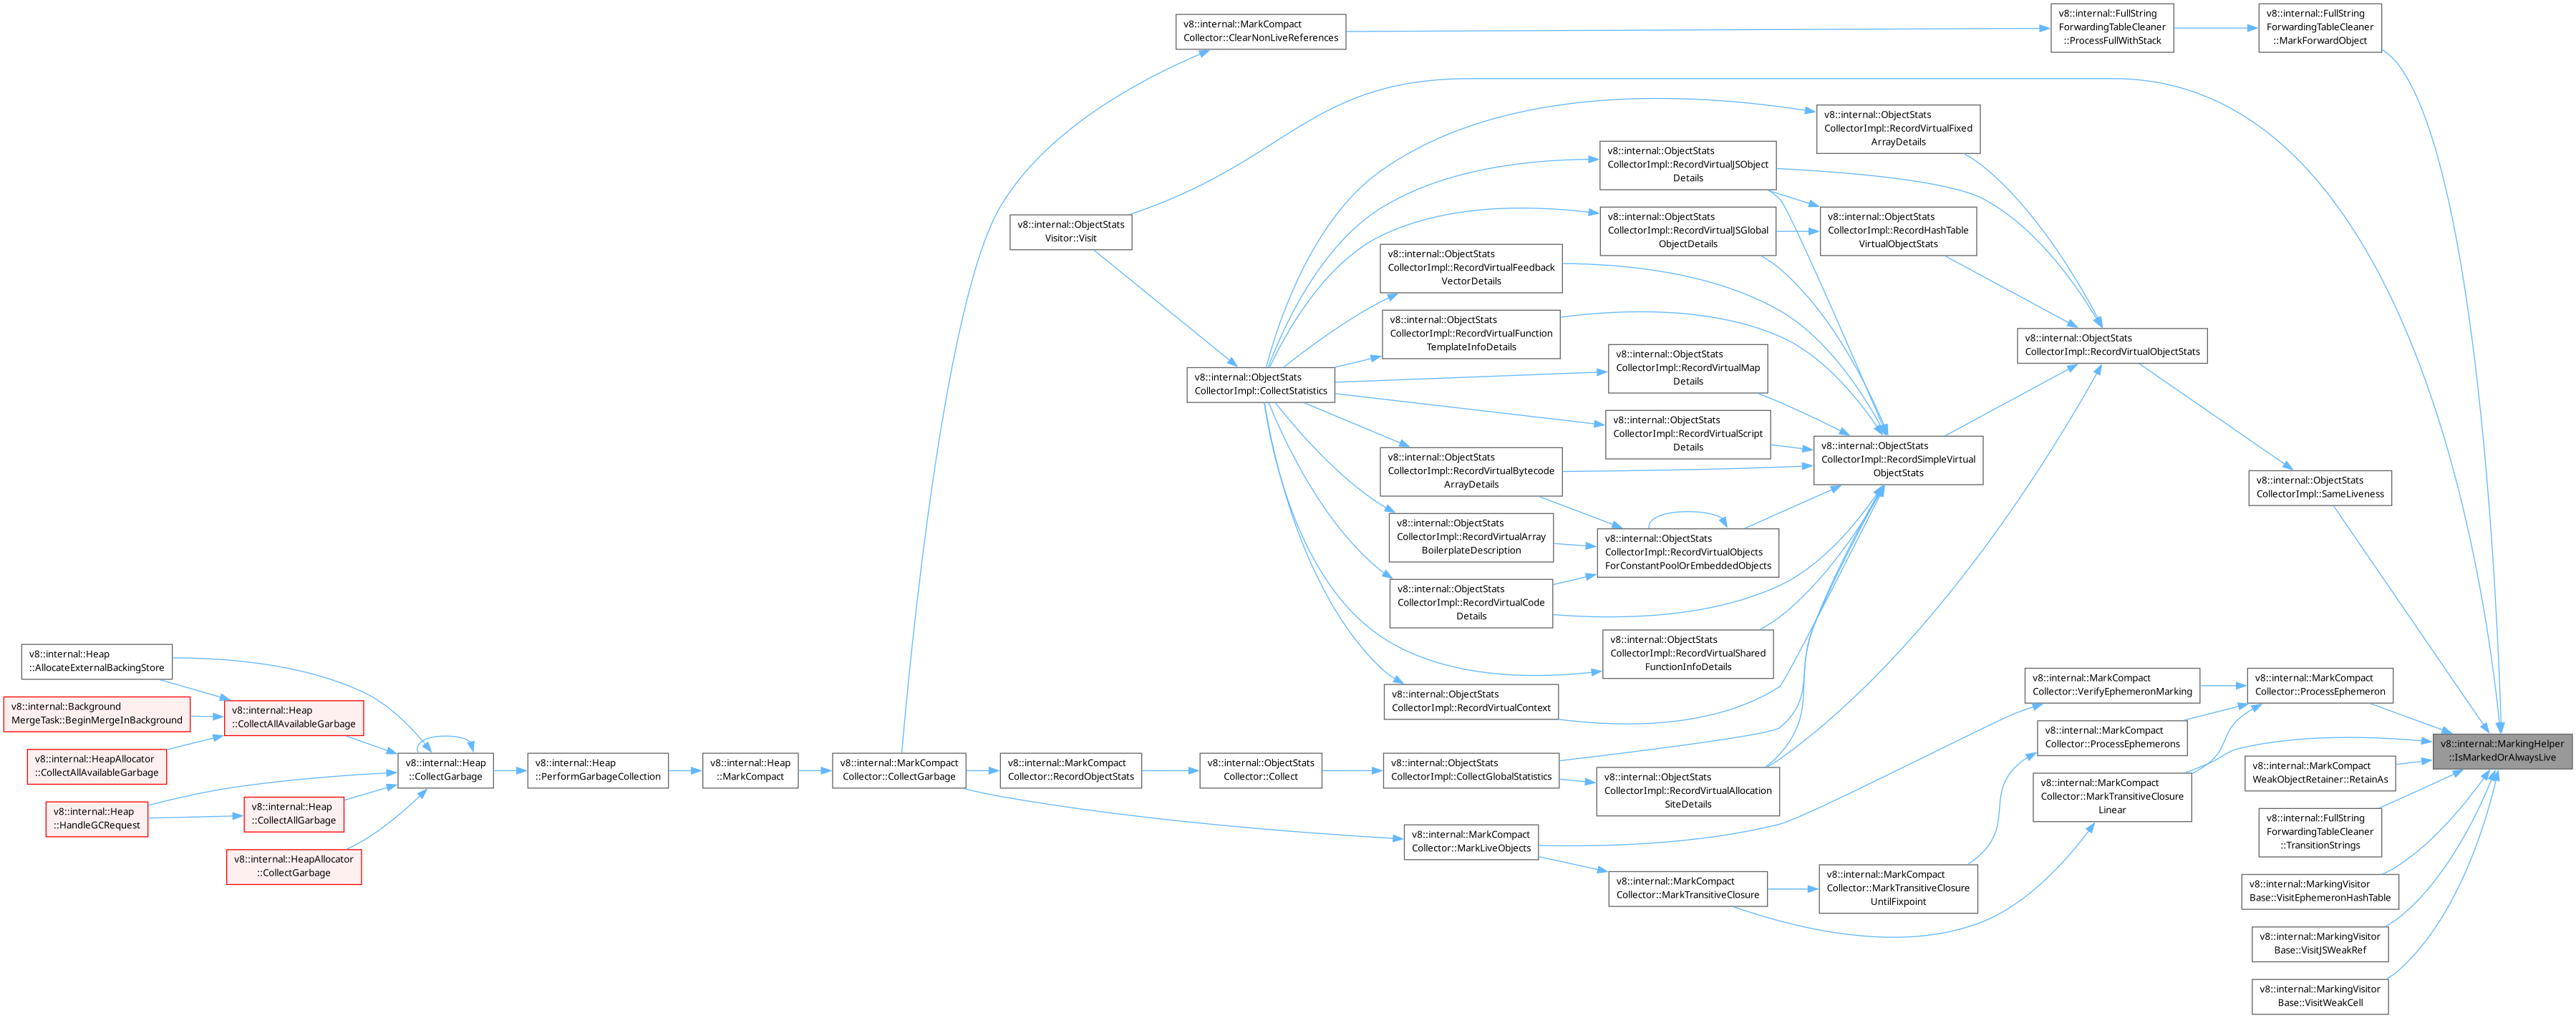 v8::internal::MarkCompact
Collector::ClearNonLiveReferences
v8::internal::FullString
ForwardingTableCleaner
::ProcessFullWithStack
v8::internal::FullString
ForwardingTableCleaner
::MarkForwardObject
v8::internal::ObjectStats
CollectorImpl::RecordVirtualFixed
ArrayDetails
v8::internal::ObjectStats
CollectorImpl::RecordVirtualJSObject
Details
v8::internal::ObjectStats
Visitor::Visit
v8::internal::ObjectStats
CollectorImpl::RecordVirtualJSGlobal
ObjectDetails
v8::internal::ObjectStats
CollectorImpl::RecordHashTable
VirtualObjectStats
v8::internal::ObjectStats
CollectorImpl::RecordVirtualFeedback
VectorDetails
v8::internal::ObjectStats
CollectorImpl::RecordVirtualFunction
TemplateInfoDetails
v8::internal::ObjectStats
CollectorImpl::RecordVirtualObjectStats
v8::internal::ObjectStats
CollectorImpl::RecordVirtualMap
Details
v8::internal::ObjectStats
CollectorImpl::CollectStatistics
v8::internal::ObjectStats
CollectorImpl::RecordVirtualScript
Details
v8::internal::ObjectStats
CollectorImpl::RecordSimpleVirtual
ObjectStats
v8::internal::ObjectStats
CollectorImpl::RecordVirtualBytecode
ArrayDetails
v8::internal::ObjectStats
CollectorImpl::SameLiveness
v8::internal::ObjectStats
CollectorImpl::RecordVirtualArray
BoilerplateDescription
v8::internal::ObjectStats
CollectorImpl::RecordVirtualObjects
ForConstantPoolOrEmbeddedObjects
v8::internal::ObjectStats
CollectorImpl::RecordVirtualCode
Details
v8::internal::ObjectStats
CollectorImpl::RecordVirtualShared
FunctionInfoDetails
v8::internal::Heap
::AllocateExternalBackingStore
v8::internal::MarkCompact
Collector::VerifyEphemeronMarking
v8::internal::MarkCompact
Collector::ProcessEphemeron
v8::internal::ObjectStats
CollectorImpl::RecordVirtualContext
v8::internal::Background
MergeTask::BeginMergeInBackground
v8::internal::Heap
::CollectAllAvailableGarbage
v8::internal::MarkCompact
Collector::ProcessEphemerons
v8::internal::MarkingHelper
::IsMarkedOrAlwaysLive
v8::internal::HeapAllocator
::CollectAllAvailableGarbage
v8::internal::Heap
::CollectGarbage
v8::internal::Heap
::PerformGarbageCollection
v8::internal::Heap
::MarkCompact
v8::internal::MarkCompact
Collector::CollectGarbage
v8::internal::MarkCompact
Collector::RecordObjectStats
v8::internal::ObjectStats
Collector::Collect
v8::internal::ObjectStats
CollectorImpl::CollectGlobalStatistics
v8::internal::MarkCompact
WeakObjectRetainer::RetainAs
v8::internal::ObjectStats
CollectorImpl::RecordVirtualAllocation
SiteDetails
v8::internal::MarkCompact
Collector::MarkTransitiveClosure
Linear
v8::internal::Heap
::HandleGCRequest
v8::internal::Heap
::CollectAllGarbage
v8::internal::FullString
ForwardingTableCleaner
::TransitionStrings
v8::internal::MarkCompact
Collector::MarkLiveObjects
v8::internal::HeapAllocator
::CollectGarbage
v8::internal::MarkCompact
Collector::MarkTransitiveClosure
v8::internal::MarkCompact
Collector::MarkTransitiveClosure
UntilFixpoint
v8::internal::MarkingVisitor
Base::VisitEphemeronHashTable
v8::internal::MarkingVisitor
Base::VisitJSWeakRef
v8::internal::MarkingVisitor
Base::VisitWeakCell